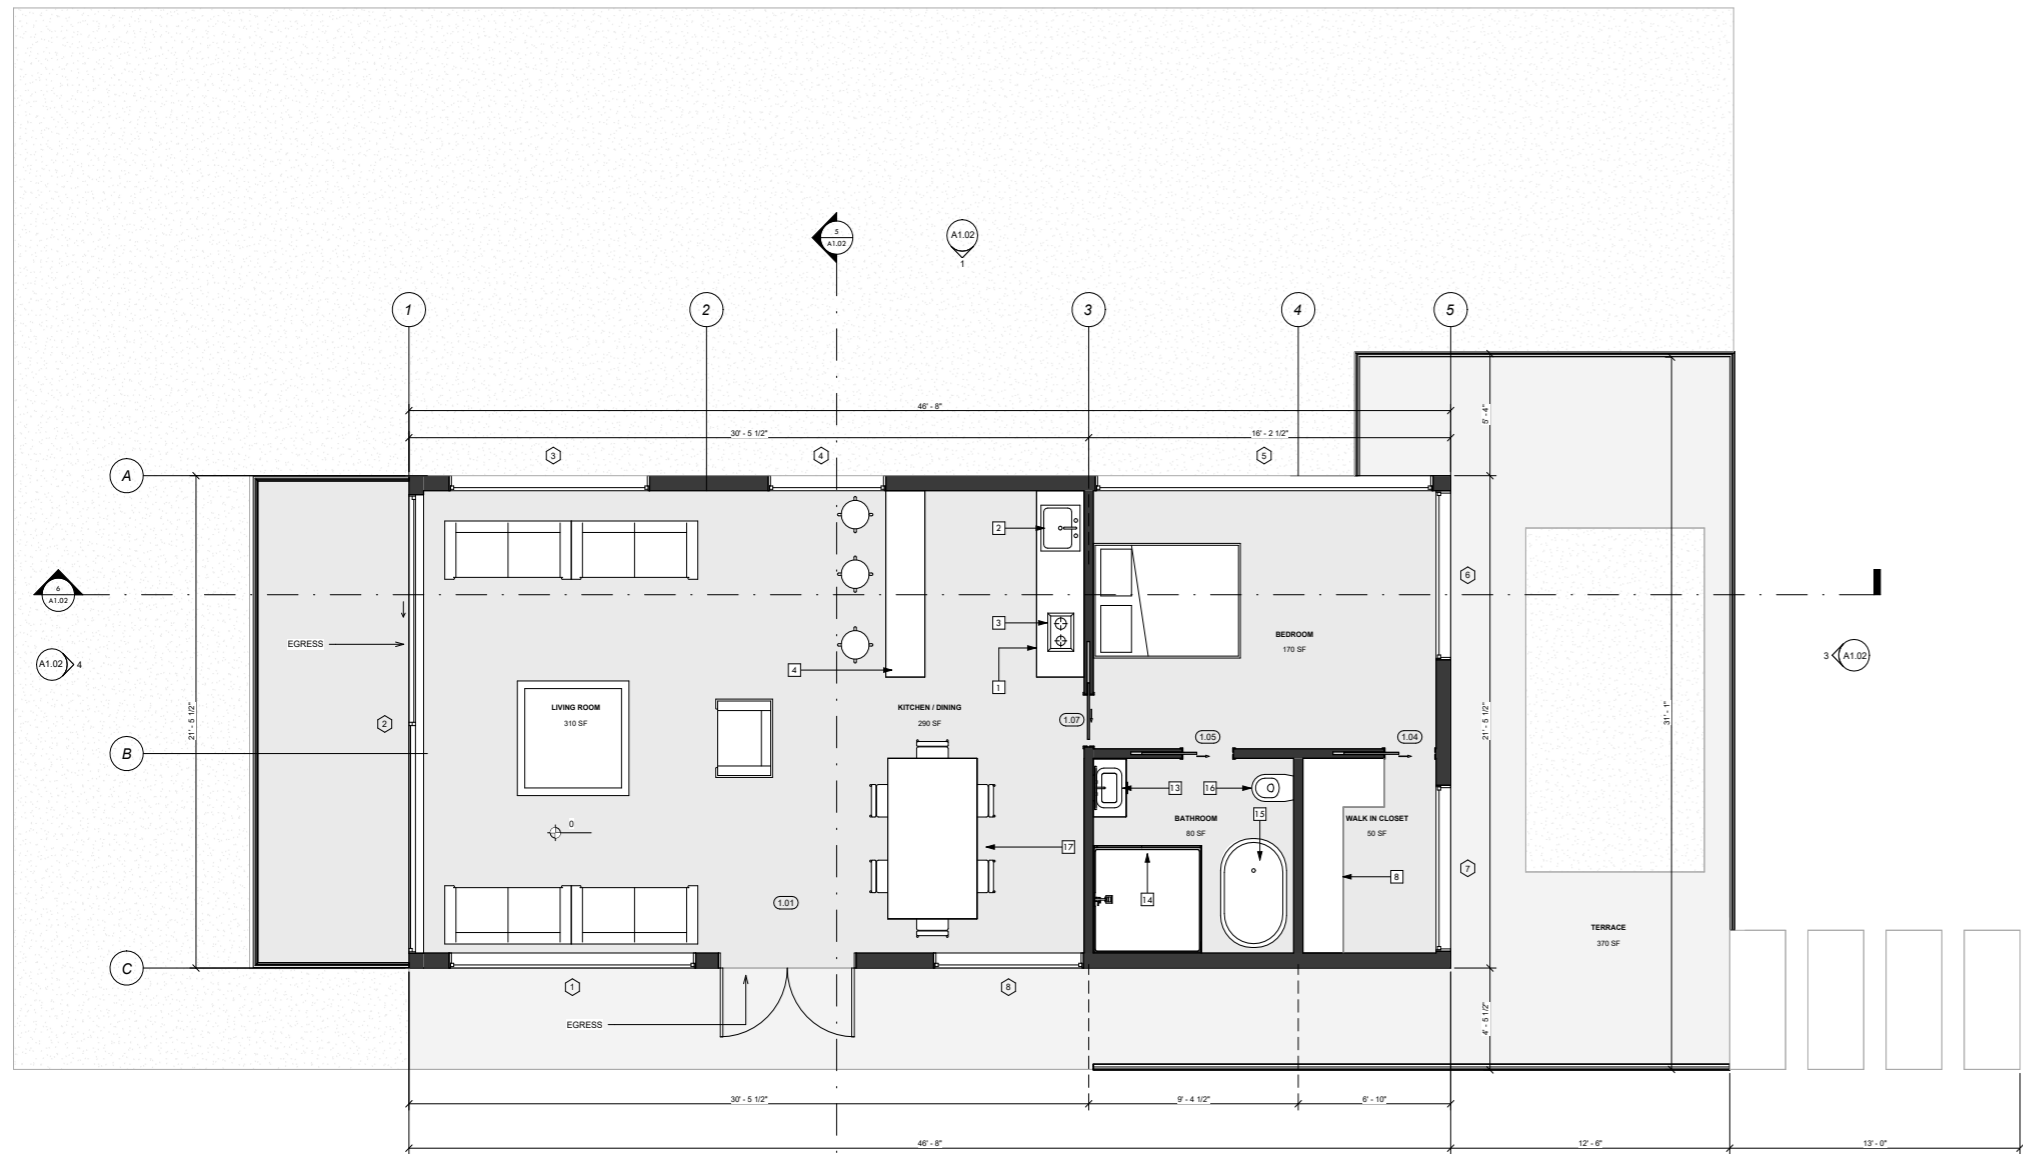 5
A1.02
A1.02
1
1
2
3
4
5
46' - 8"
30' - 5 1/2"
16' - 2 1/2"
5' - 4"
3
4
5
A
2
6
A1.02
6
EGRESS
3
BEDROOM
170 SF
A1.02
4
4
1
3
A1.02
21' - 5 1/2"
2
LIVING ROOM
310 SF
KITCHEN / DINING
290 SF
1.07
1.05
1.04
21' - 5 1/2"
31' - 1"
B
13
16
15
BATHROOM
80 SF
WALK IN CLOSET
50 SF
0
17
7
8
14
1.01
TERRACE
370 SF
C
1
8
EGRESS
4' - 5 1/2"
30' - 5 1/2"
9' - 4 1/2"
6' - 10"
46' - 8"
12' - 6"
13' - 0"